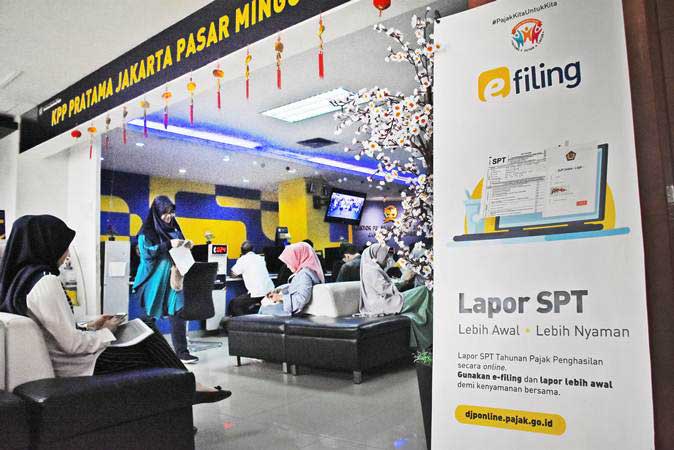 KPP PRATAMA JAKARTA PASAR MINGGU
#PajakKitaUntukKita
e filing
SPT
Lapor SPT
Lebih Awal • Lebih Nyaman
Lapor SPT Tahunan Pajak Penghasilan
secara online.
Gunakan e-filing dan lapor lebih awal
demi kenyamanan bersama.
djponline.pajak.go.id